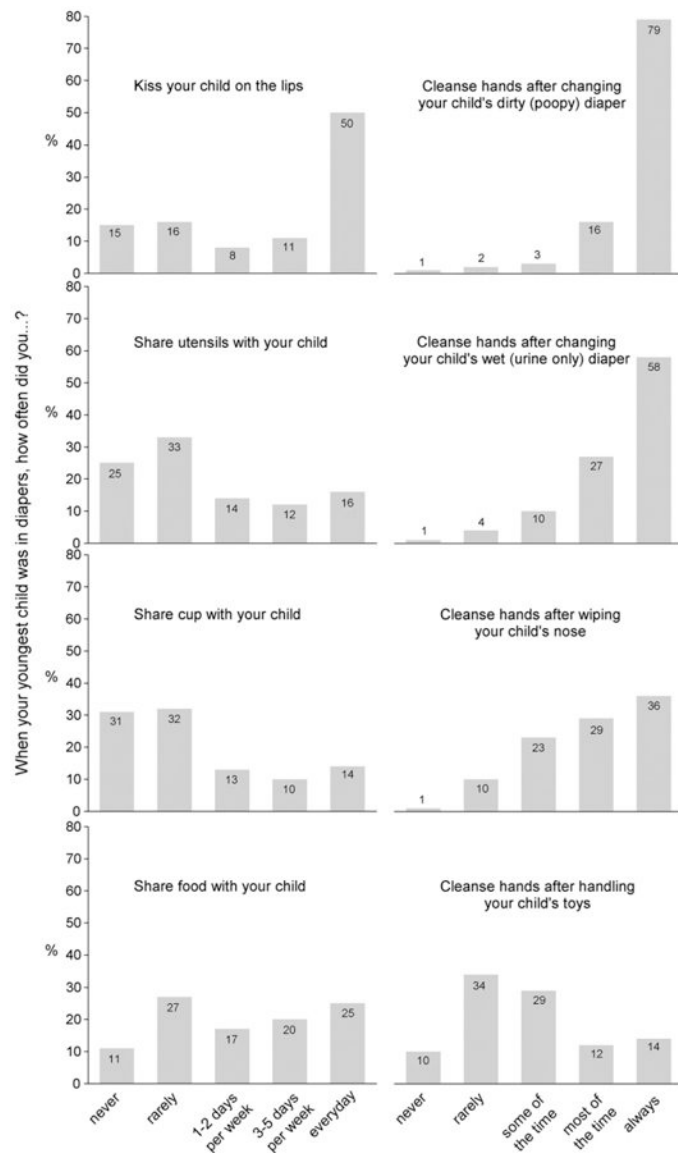 When your youngest child was in diapers, how often did you...?
80
70
60
50
%
40
30
20
10
0
Kiss your child on the lips
15
16
8
11
50
Cleanse hands after changing
your child's dirty (poopy) diaper
1
2
3
16
79
80
70
60
50
%
40
30
20
10
0
Share utensils with your child
25
33
14
12
16
Cleanse hands after changing
your child's wet (urine only) diaper
1
4
10
27
58
80
70
60
50
%
40
30
20
10
0
Share cup with your child
31
32
13
10
14
Cleanse hands after wiping
your child's nose
1
10
23
29
36
80
70
60
50
%
40
30
20
10
0
Share food with your child
11
27
17
20
25
Cleanse hands after handling
your child's toys
10
34
29
12
14
never
rarely
1-2 days
per week
3-5 days
per week
everyday
never
rarely
some of
the time
most of
the time
always